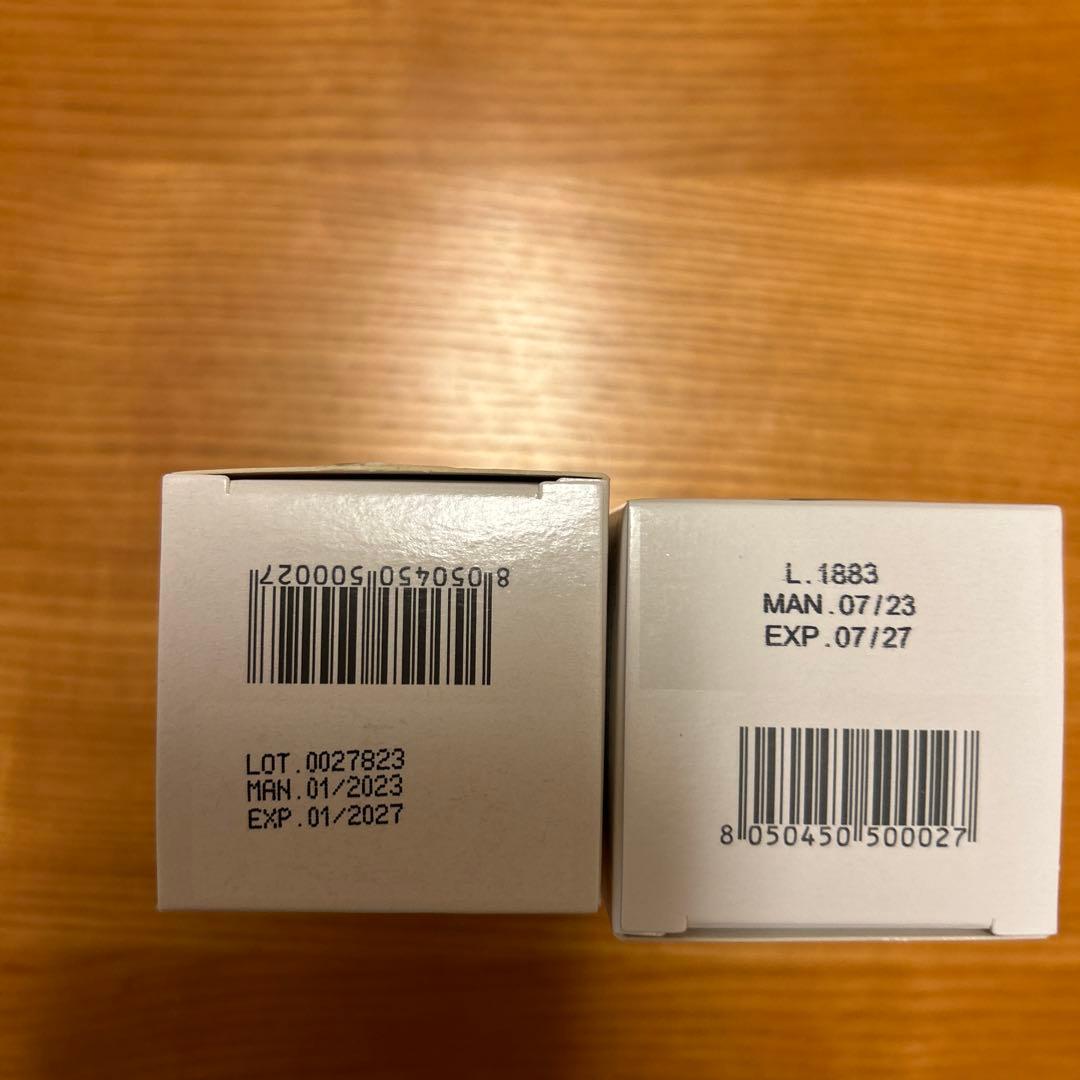 8 050450 500027
LOT.0027823
MAN.01/2023
EXP.01/2027
L.1883
MAN.07/23
EXP.07/27
8 050450 500027